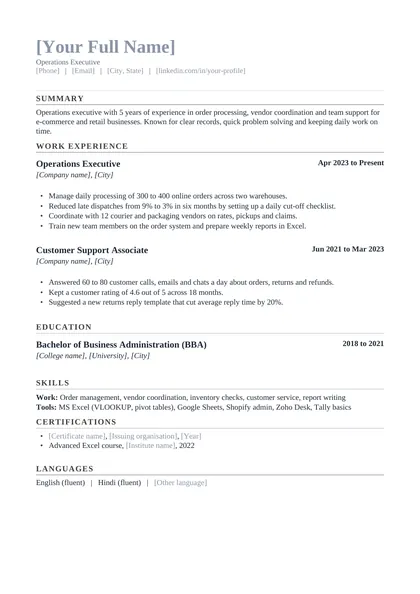 [Your Full Name]
Operations Executive
[Phone] | [Email] | [City, State] | [linkedin.com/in/your-profile]
SUMMARY
Operations executive with 5 years of experience in order processing, vendor coordination and team support for
e-commerce and retail businesses. Known for clear records, quick problem solving and keeping daily work on
time.
WORK EXPERIENCE
Operations Executive Apr 2023 to Present
[Company name], [City]
• Manage daily processing of 300 to 400 online orders across two warehouses.
• Reduced late dispatches from 9% to 3% in six months by setting up a daily cut-off checklist.
• Coordinate with 12 courier and packaging vendors on rates, pickups and claims.
• Train new team members on the order system and prepare weekly reports in Excel.
Customer Support Associate Jun 2021 to Mar 2023
[Company name], [City]
• Answered 60 to 80 customer calls, emails and chats a day about orders, returns and refunds.
• Kept a customer rating of 4.6 out of 5 across 18 months.
• Suggested a new returns reply template that cut average reply time by 20%.
EDUCATION
Bachelor of Business Administration (BBA) 2018 to 2021
[College name], [University], [City]
SKILLS
Work: Order management, vendor coordination, inventory checks, customer service, report writing
Tools: MS Excel (VLOOKUP, pivot tables), Google Sheets, Shopify admin, Zoho Desk, Tally basics
CERTIFICATIONS
• [Certificate name], [Issuing organisation], [Year]
• Advanced Excel course, [Institute name], 2022
LANGUAGES
English (fluent) | Hindi (fluent) | [Other language]